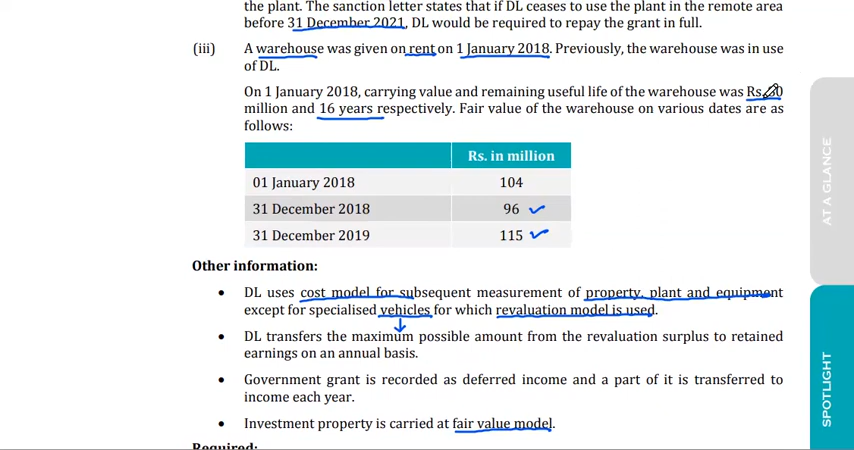 the plant. The sanction letter states that if DL ceases to use the plant in the remote area
before 31 December 2021, DL would be required to repay the grant in full.
(iii) A warehouse was given on rent on 1 January 2018. Previously, the warehouse was in use
of DL.
On 1 January 2018, carrying value and remaining useful life of the warehouse was Rs.
million and 16 years respectively. Fair value of the warehouse on various dates are as
follows:
Rs. in million
01 January 2018 104
31 December 2018 96
31 December 2019 115
Other information:
• DL uses cost model for subsequent measurement of property, plant and equipment
except for specialised vehicles for which revaluation model is used.
• DL transfers the maximum possible amount from the revaluation surplus to retained
earnings on an annual basis.
• Government grant is recorded as deferred income and a part of it is transferred to
income each year.
• Investment property is carried at fair value model.
Required:
AT A GLANCE
SPOTLIGHT